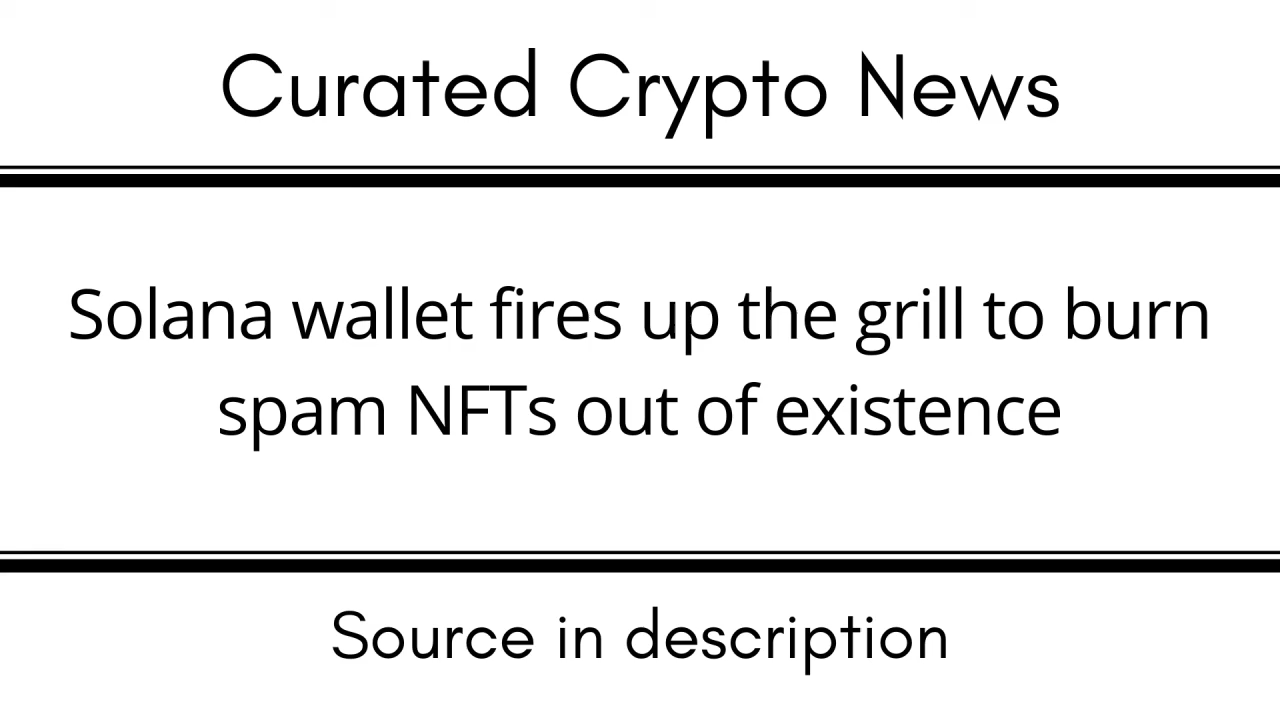 Curated Crypto News
Solana wallet fires up the grill to burn
spam NFTs out of existence
Source in description